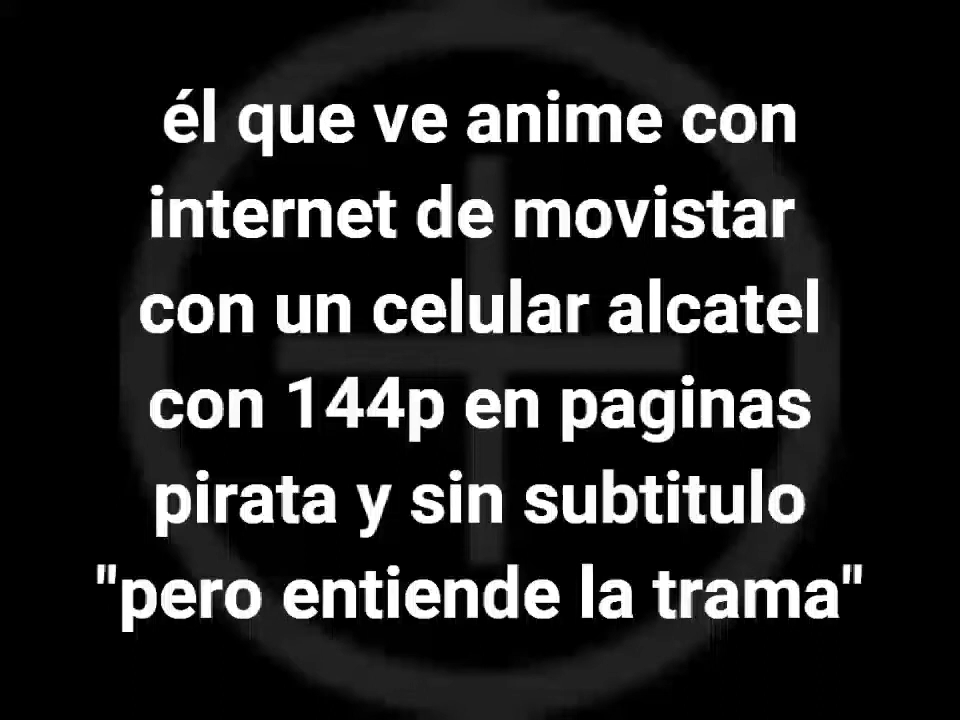 él que ve anime con
internet de movistar
con un celular alcatel
con 144p en paginas
pirata y sin subtitulo
"pero entiende la trama"